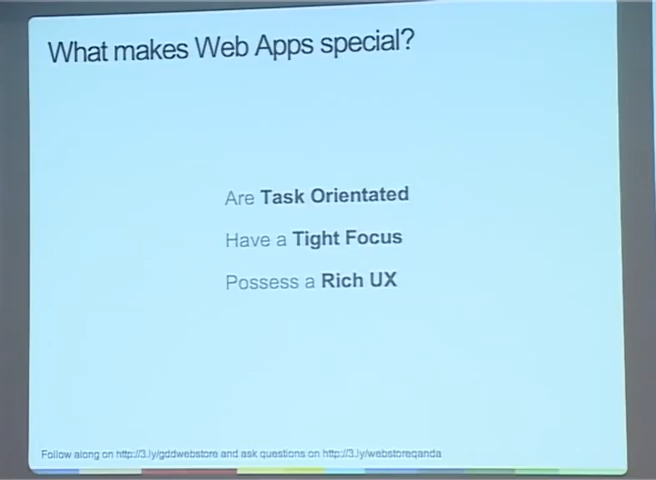 What makes Web Apps special?
Are Task Orientated
Have a Tight Focus
Possess a Rich UX
Follow along on http://3.ly/gddwebstore and ask questions on http://3.ly/webstoreqanda